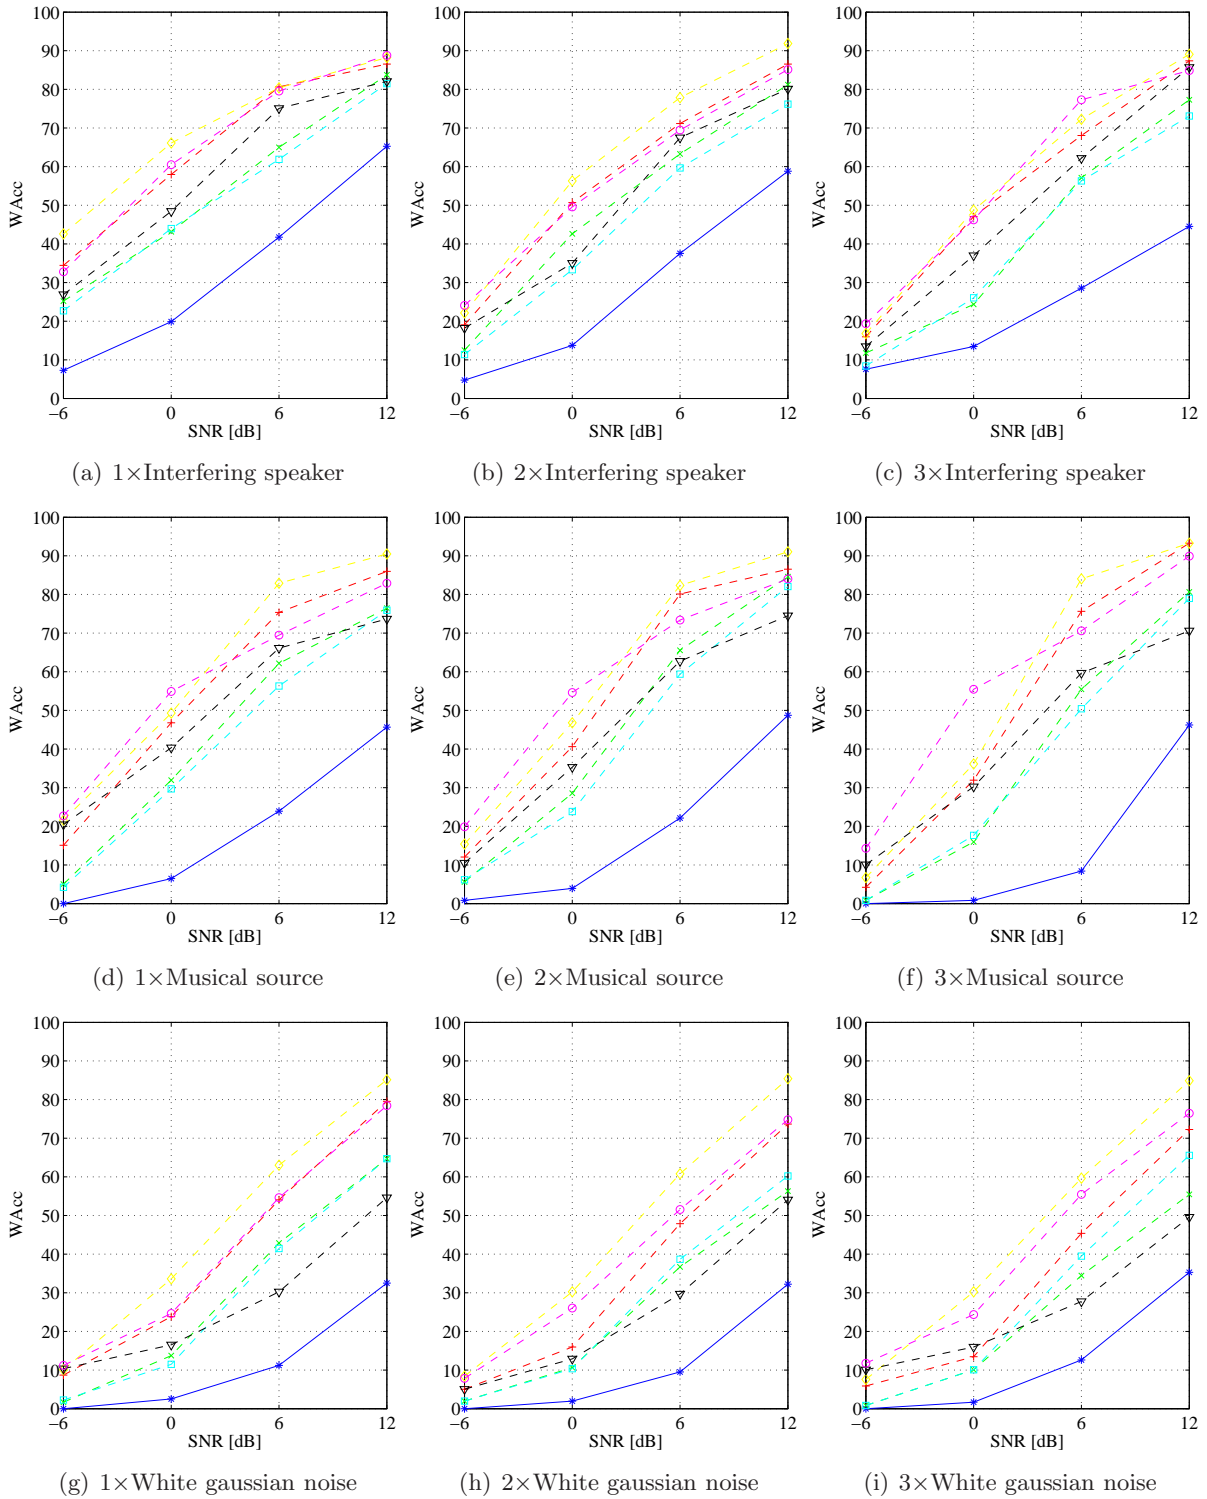 100 100 100
90 90 90
80 80 80
70 70 70
60 60 60
WAcc 50 WAcc 50 WAcc 50
40 40 40
30 30 30
20 20 20
10 10 10
0 0 0
−6 0 6 12 −6 0 6 12 −6 0 6 12
SNR [dB] SNR [dB] SNR [dB]
(a) 1×Interfering speaker (b) 2×Interfering speaker (c) 3×Interfering speaker
100 100 100
90 90 90
80 80 80
70 70 70
60 60 60
WAcc 50 WAcc 50 WAcc 50
40 40 40
30 30 30
20 20 20
10 10 10
0 0 0
−6 0 6 12 −6 0 6 12 −6 0 6 12
SNR [dB] SNR [dB] SNR [dB]
(d) 1×Musical source (e) 2×Musical source (f) 3×Musical source
100 100 100
90 90 90
80 80 80
70 70 70
60 60 60
WAcc 50 WAcc 50 WAcc 50
40 40 40
30 30 30
20 20 20
10 10 10
0 0 0
−6 0 6 12 −6 0 6 12 −6 0 6 12
SNR [dB] SNR [dB] SNR [dB]
(g) 1×White gaussian noise (h) 2×White gaussian noise (i) 3×White gaussian noise